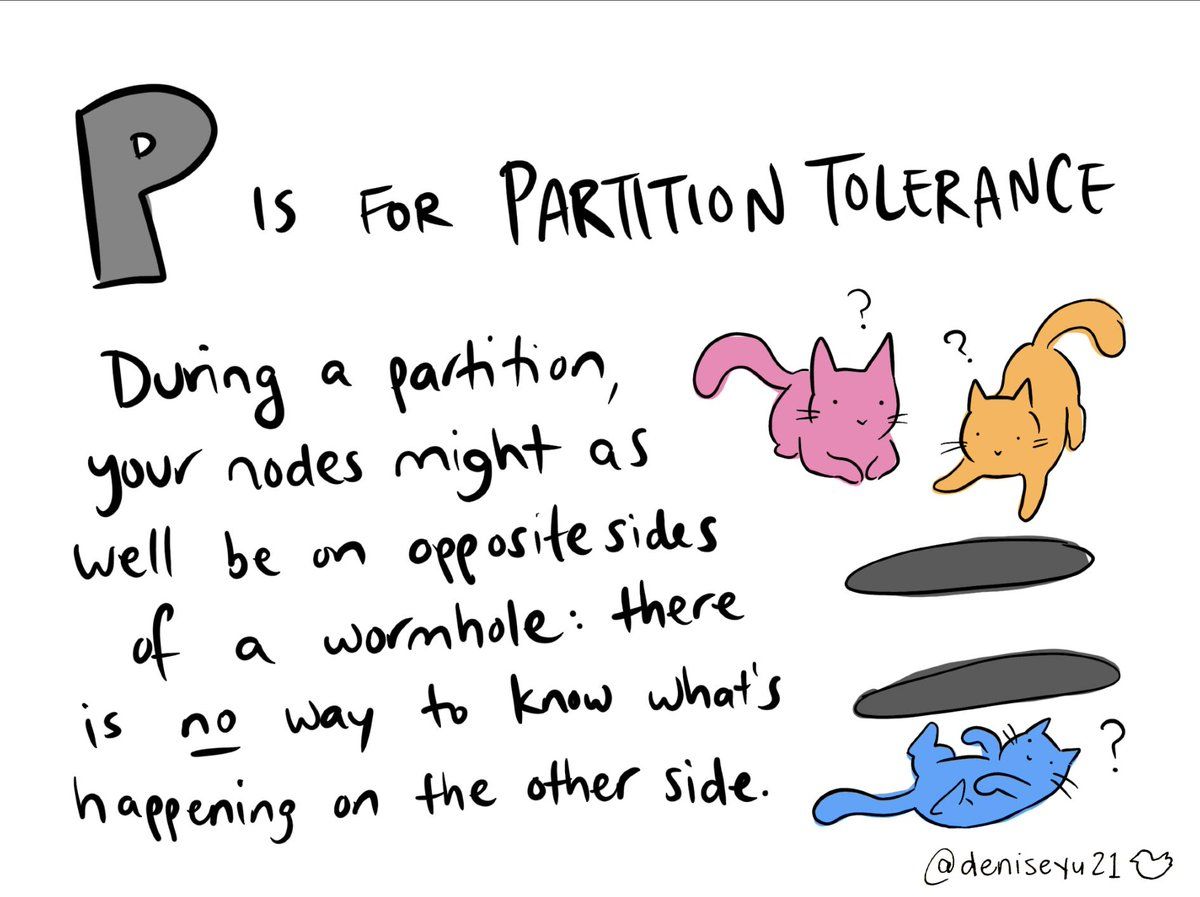 P IS FOR PARTITION TOLERANCE
During a partition,
your nodes might as
well be on opposite sides
of a wormhole: there
is no way to know what's
happening on the other side.
?
?
?
@deniseyu21